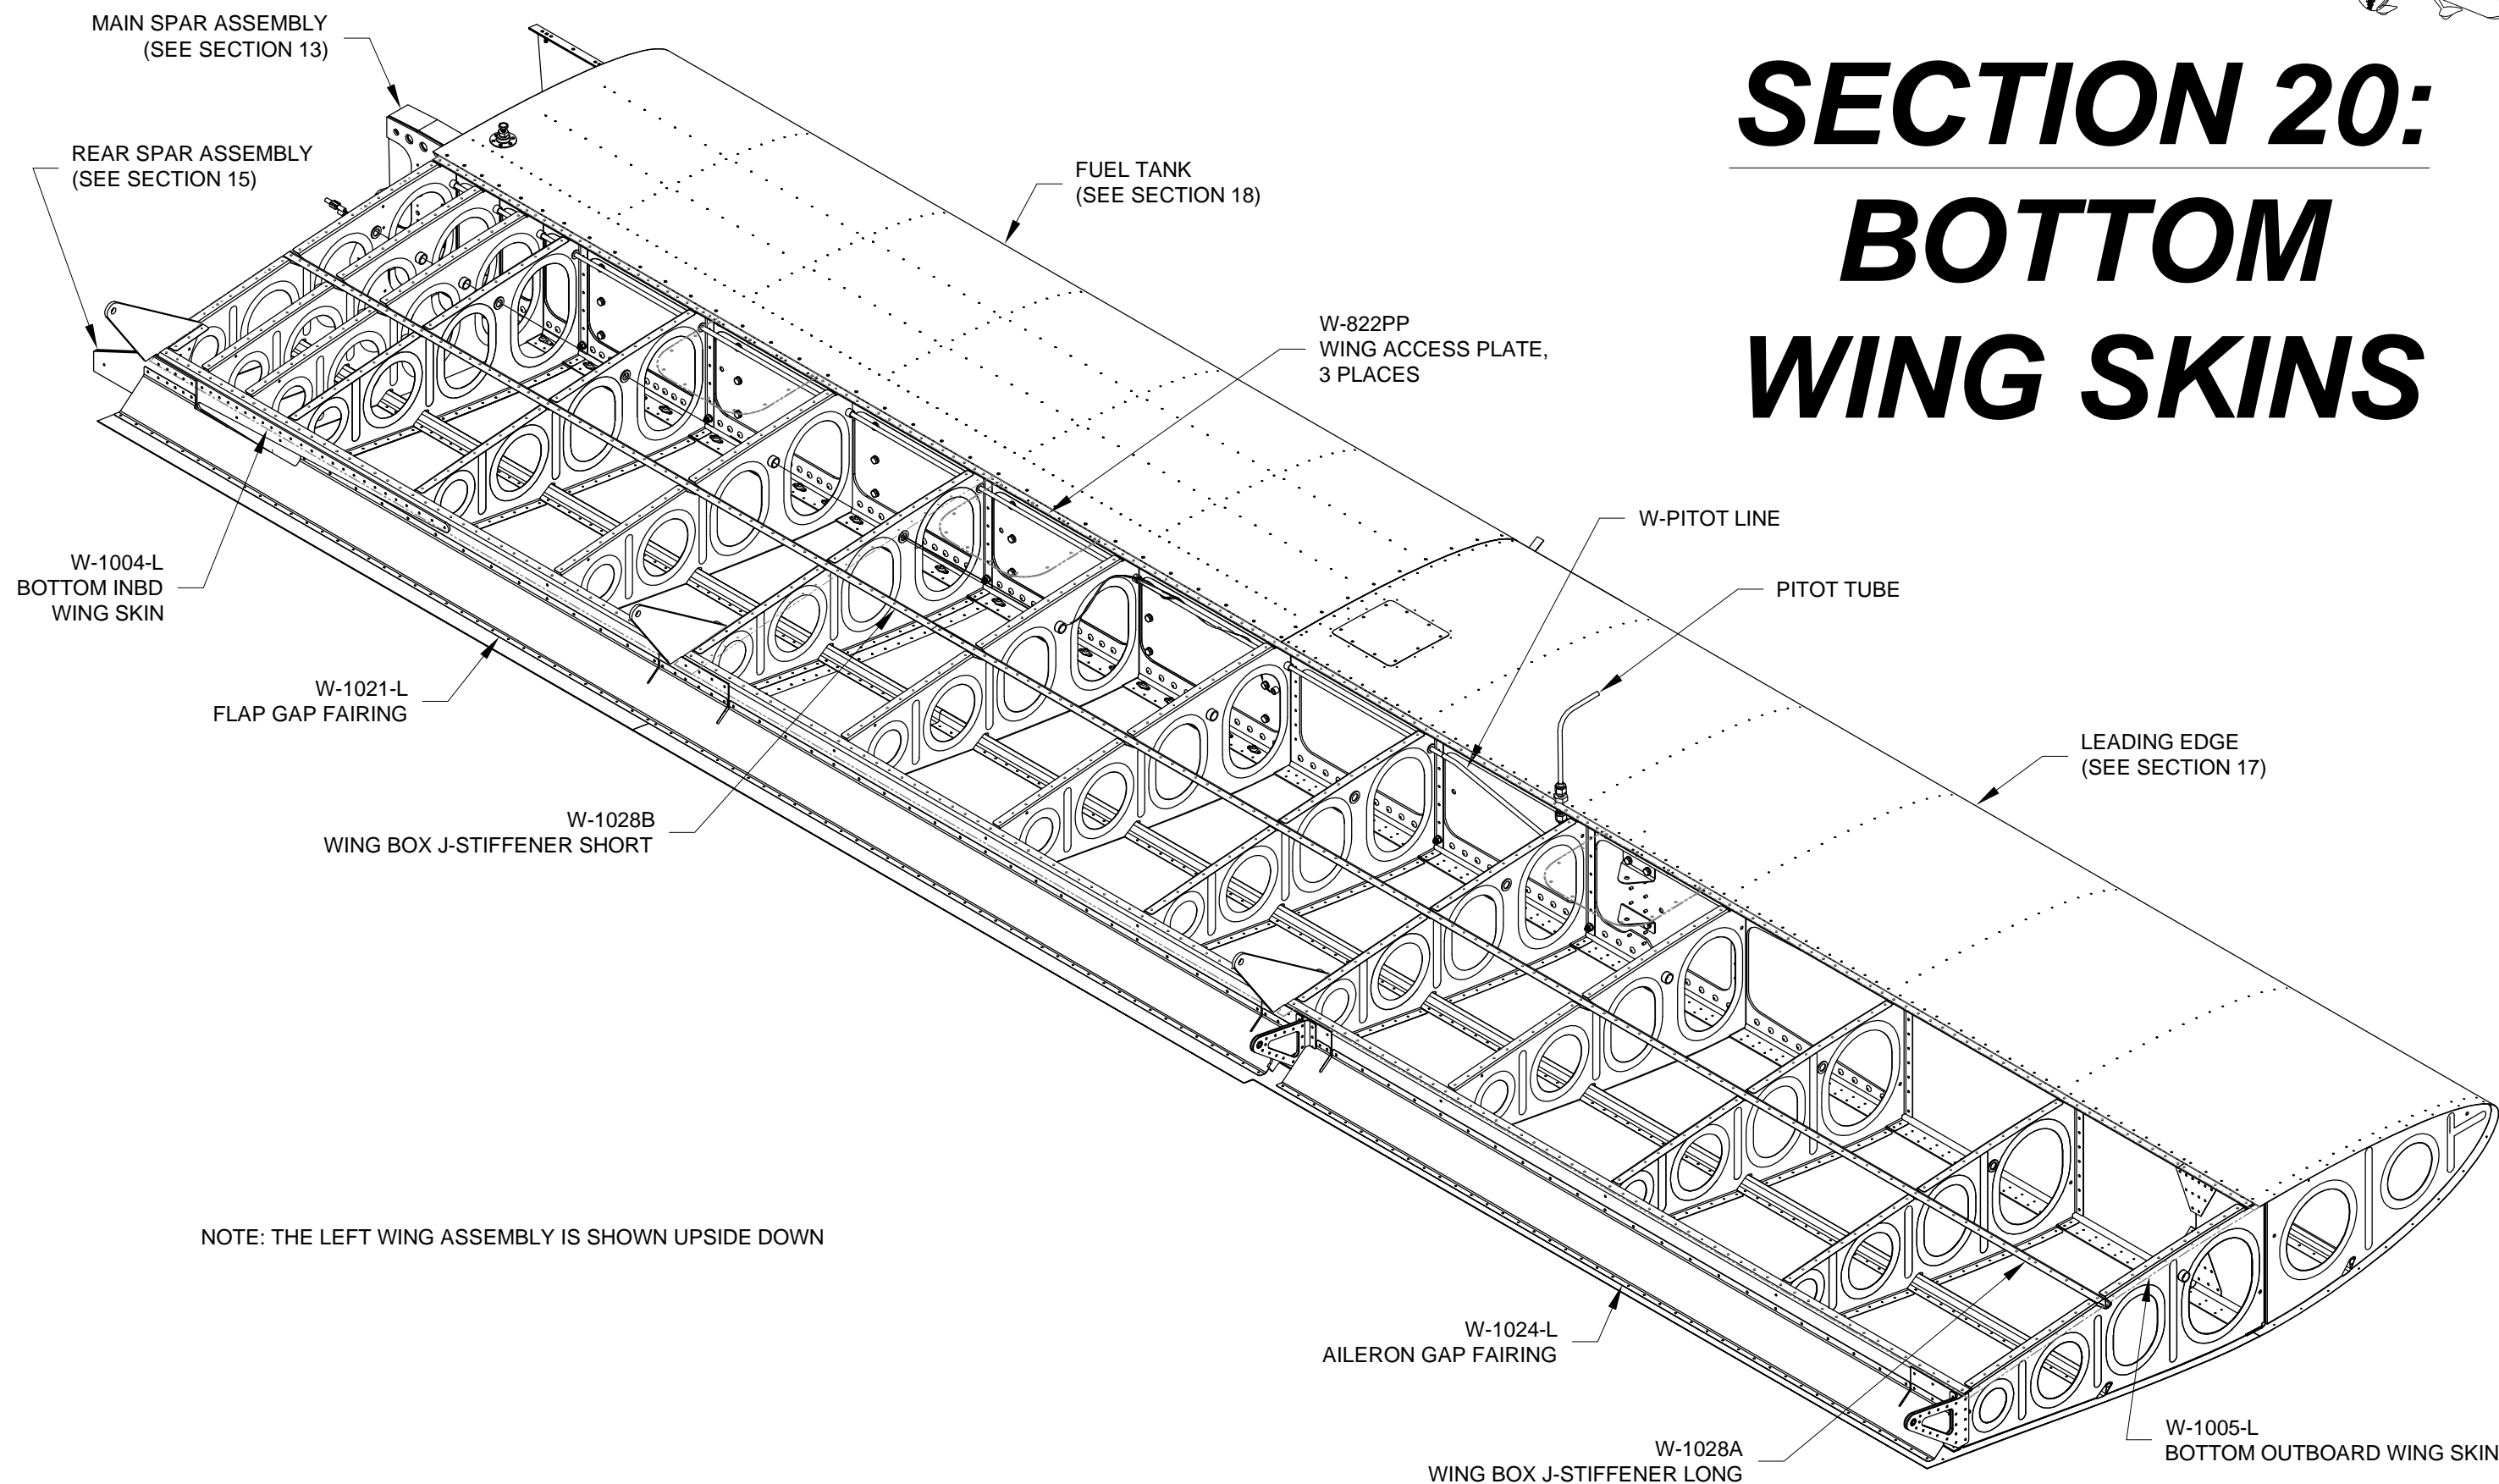 MAIN SPAR ASSEMBLY
(SEE SECTION 13)
REAR SPAR ASSEMBLY
(SEE SECTION 15)
SECTION 20:
BOTTOM
WING SKINS
FUEL TANK
(SEE SECTION 18)
W-822PP
WING ACCESS PLATE,
3 PLACES
W-PITOT LINE
PITOT TUBE
W-1004-L
BOTTOM INBD
WING SKIN
W-1021-L
FLAP GAP FAIRING
LEADING EDGE
(SEE SECTION 17)
W-1028B
WING BOX J-STIFFENER SHORT
NOTE: THE LEFT WING ASSEMBLY IS SHOWN UPSIDE DOWN
W-1024-L
AILERON GAP FAIRING
W-1028A
WING BOX J-STIFFENER LONG
W-1005-L
BOTTOM OUTBOARD WING SKIN